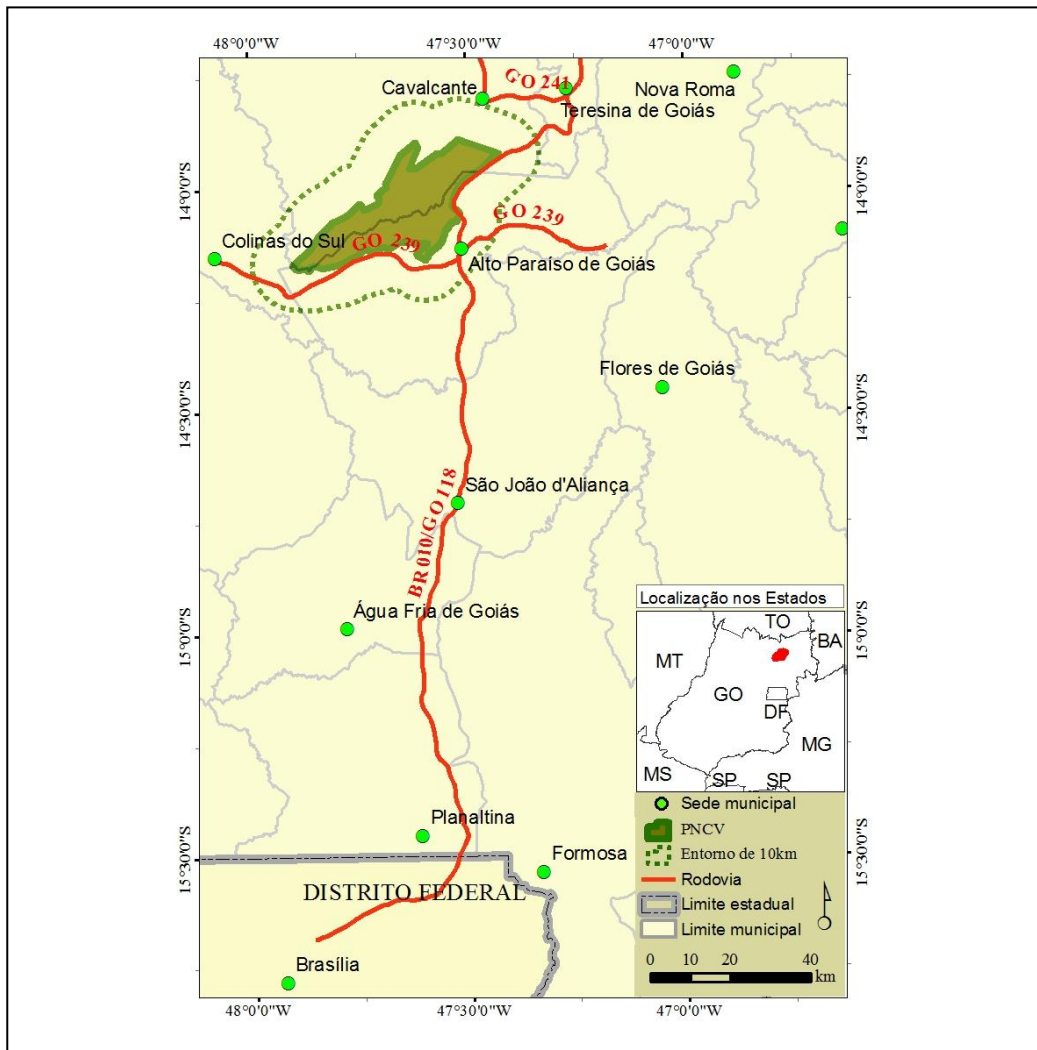 48°0'0"W
47°30'0"W
47°0'0"W
GO 241
Cavalcante
Nova Roma
Teresina de Goiás
14°0'0"S
14°0'0"S
GO 239
Colinas do Sul
GO 239
Alto Paraíso de Goiás
Flores de Goiás
14°30'0"S
14°30'0"S
São João d'Aliança
BR010/GO118
Água Fria de Goiás
15°0'0"S
15°0'0"S
Localização nos Estados
TO
BA
MT
GO
DF
MG
MS
SP
SP
Sede municipal
PNCV
Entorno de 10km
Rodovia
Limite estadual
Limite municipal
0 10 20 40
km
Planaltina
15°30'0"S
15°30'0"S
Formosa
DISTRITO FEDERAL
Brasília
48°0'0"W
47°30'0"W
47°0'0"W